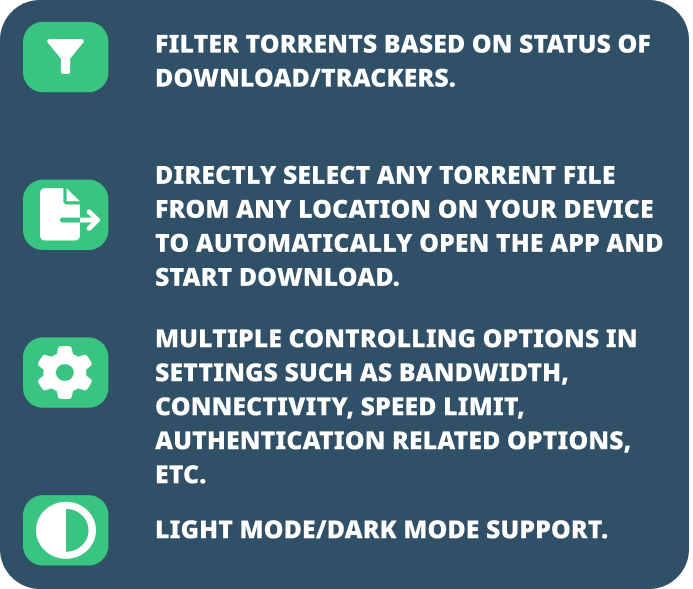 FILTER TORRENTS BASED ON STATUS OF
DOWNLOAD/TRACKERS.
DIRECTLY SELECT ANY TORRENT FILE
FROM ANY LOCATION ON YOUR DEVICE
TO AUTOMATICALLY OPEN THE APP AND
START DOWNLOAD.
MULTIPLE CONTROLLING OPTIONS IN
SETTINGS SUCH AS BANDWIDTH,
CONNECTIVITY, SPEED LIMIT,
AUTHENTICATION RELATED OPTIONS,
ETC.
LIGHT MODE/DARK MODE SUPPORT.